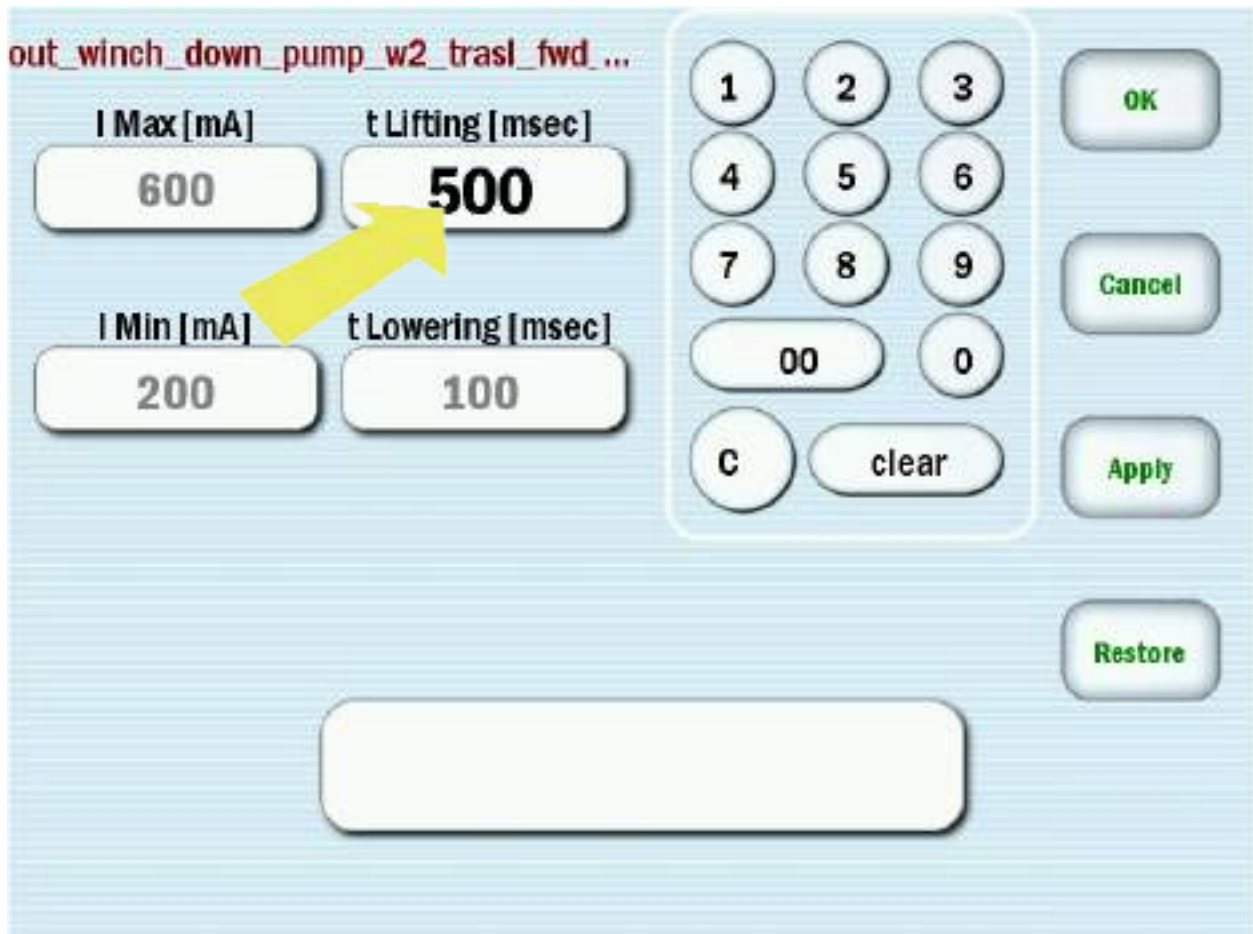 out_winch_down_pump_w2_trasl_fwd_...
I Max [mA]
t Lifting [msec]
600
500
I Min [mA]
t Lowering [msec]
200
100
1 2 3
4 5 6
7 8 9
00 0
C clear
OK
Cancel
Apply
Restore